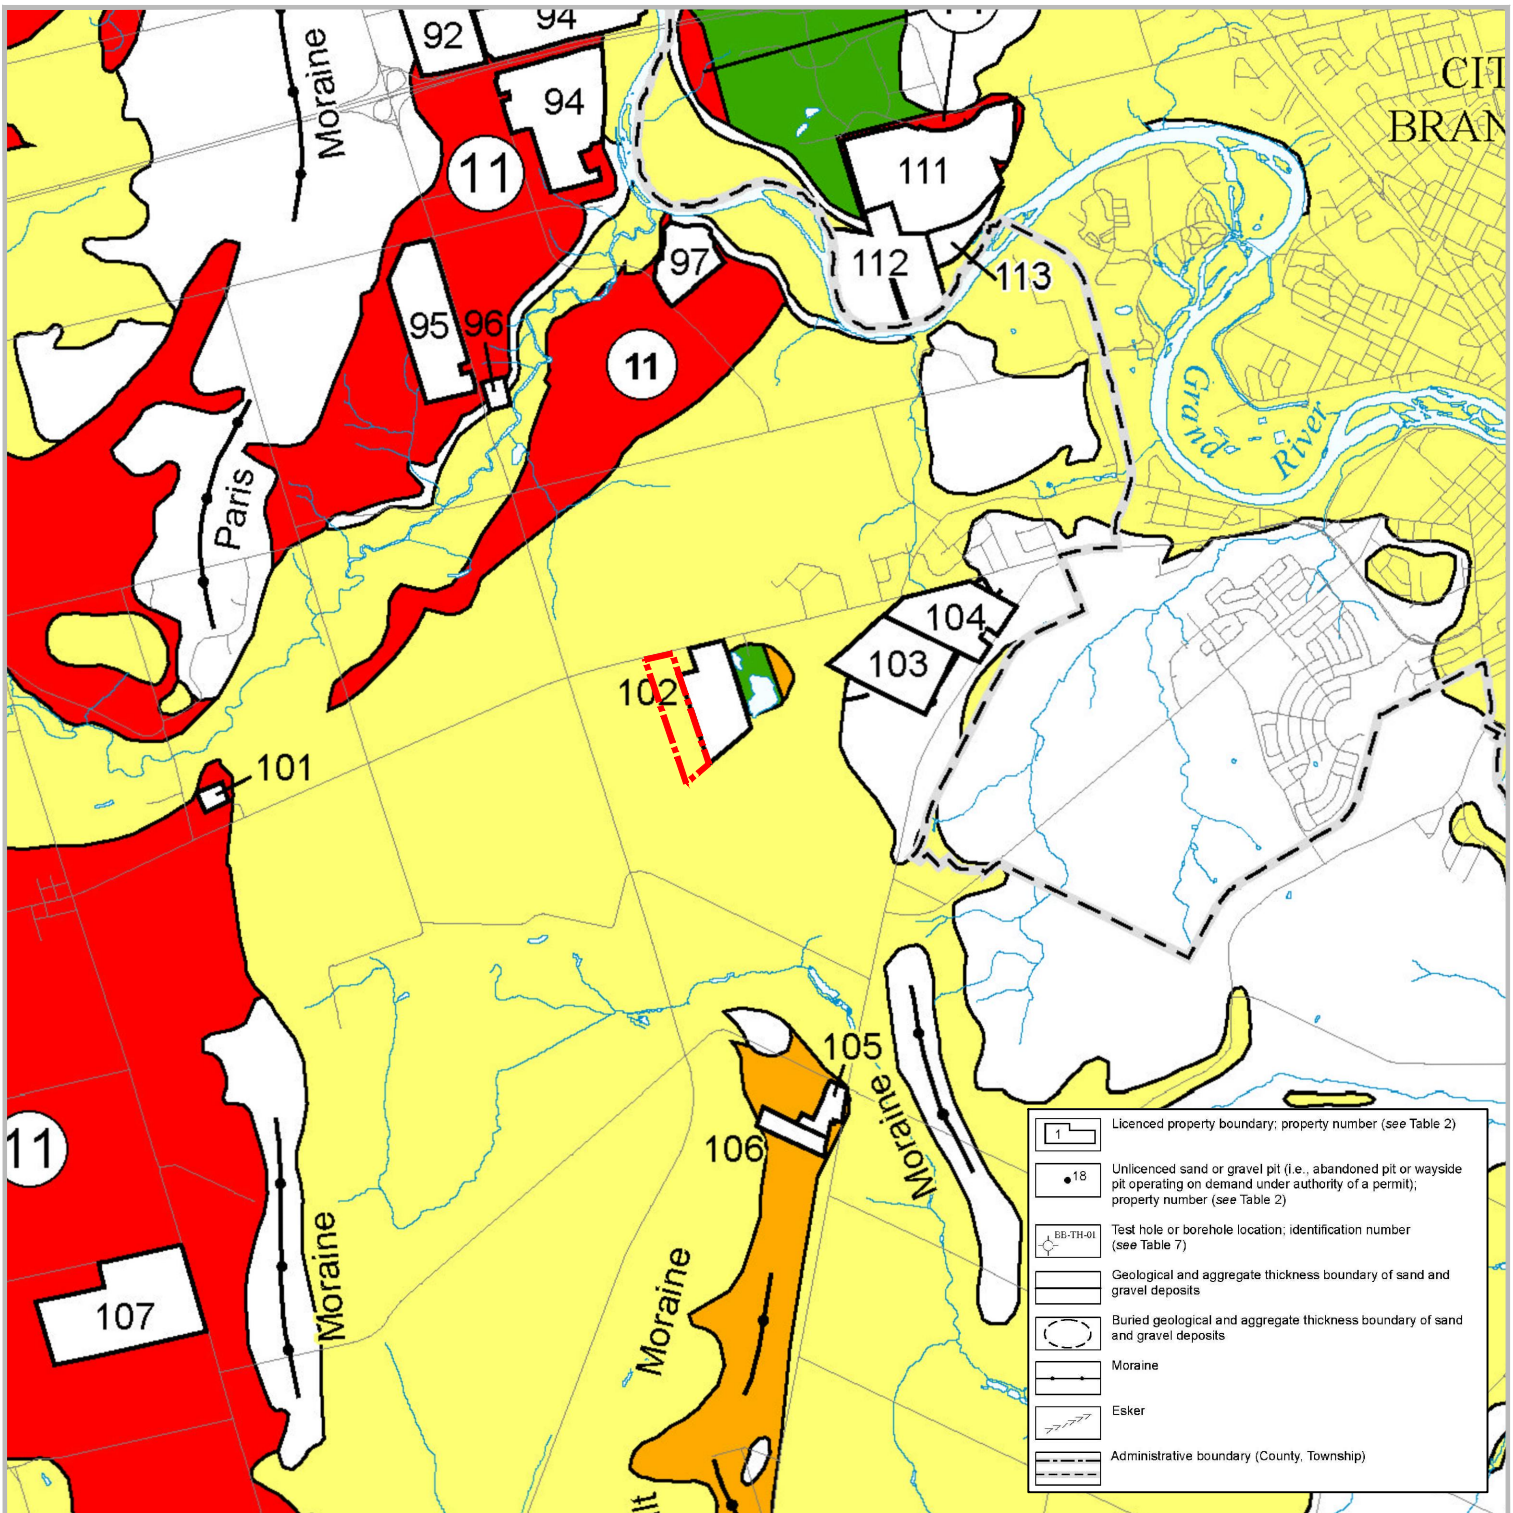 92
94
Moraine
94
CIT
BRAN
11
111
97
112
113
95
96
11
Grand
River
Paris
104
103
102
101
105
Moraine
106
11
Moraine
Moraine
107
lt
1
Licenced property boundary; property number (see Table 2)
18
Unlicenced sand or gravel pit (i.e., abandoned pit or wayside
pit operating on demand under authority of a permit);
property number (see Table 2)
BB-TH-01
Test hole or borehole location; identification number
(see Table 7)
Geological and aggregate thickness boundary of sand and
gravel deposits
Buried geological and aggregate thickness boundary of sand
and gravel deposits
Moraine
Esker
Administrative boundary (County, Township)